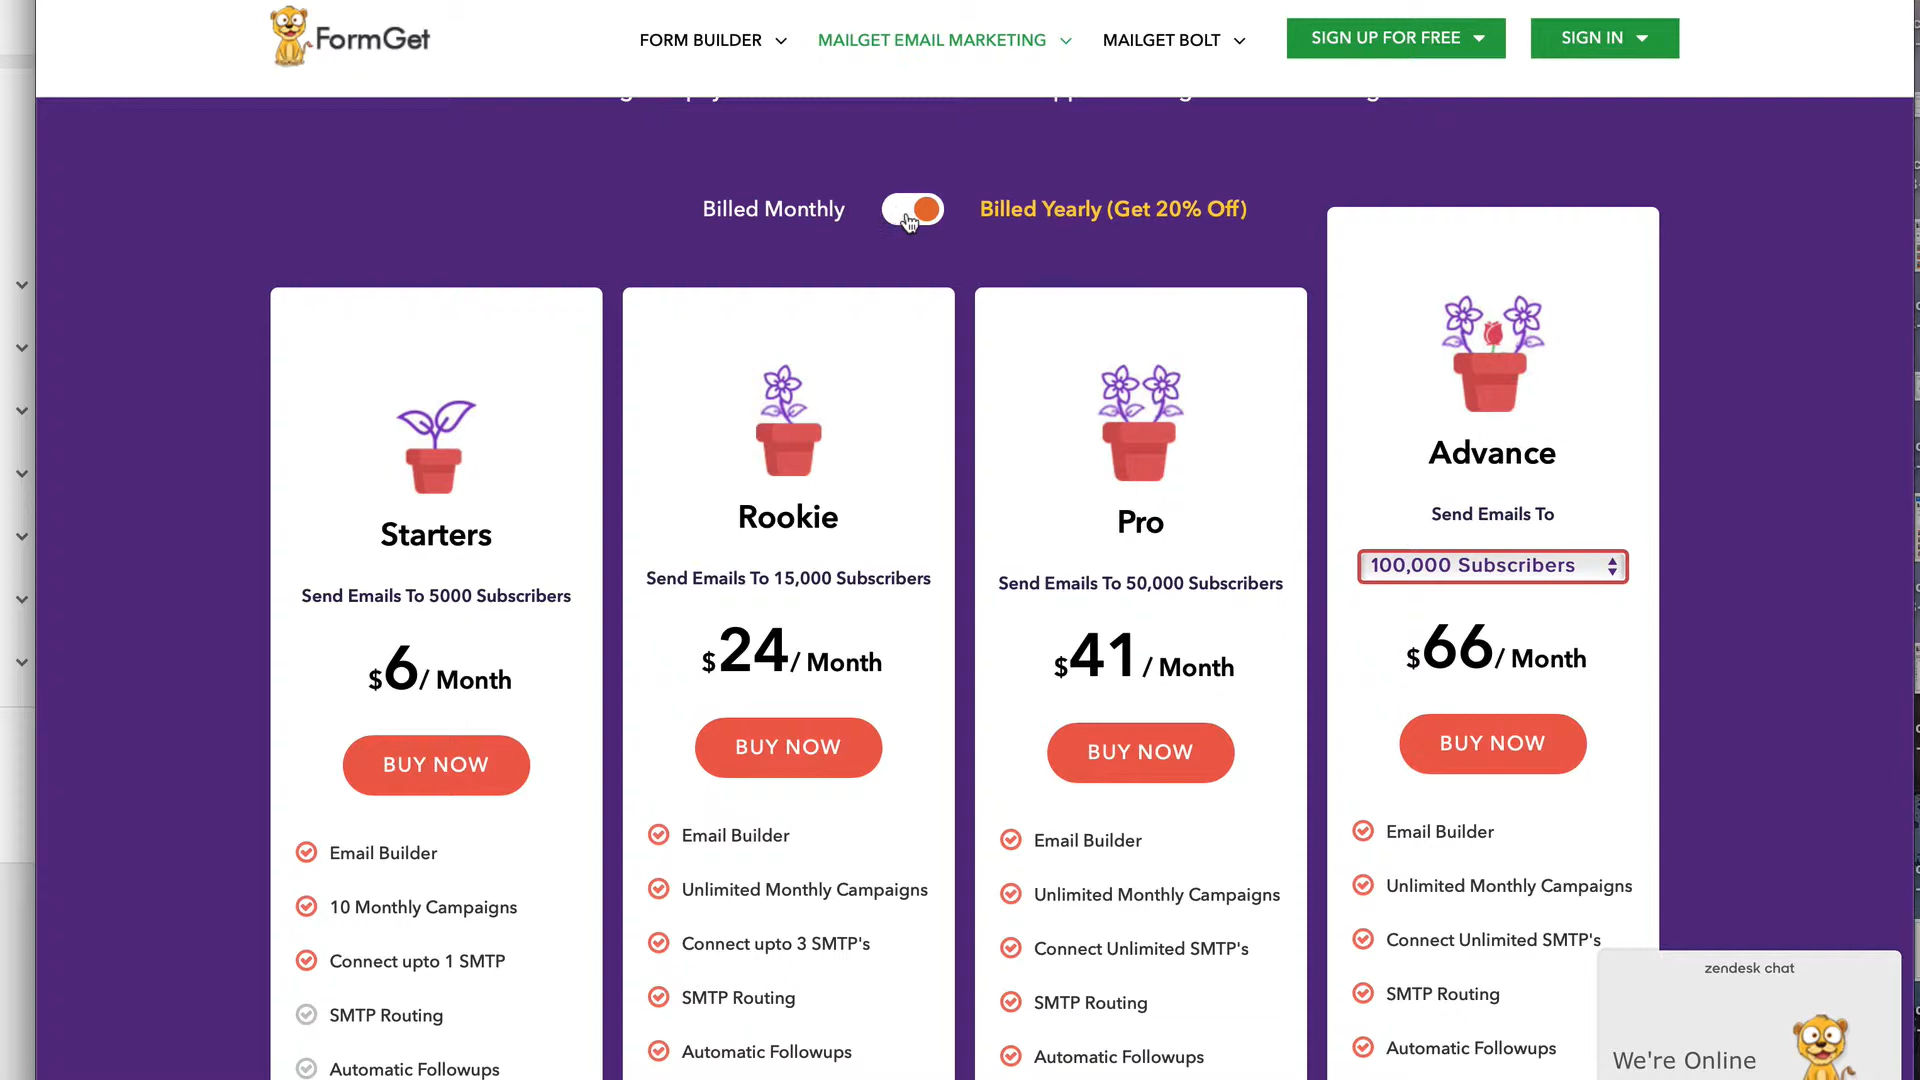 FormGet
FORM BUILDER
MAILGET EMAIL MARKETING
MAILGET BOLT
SIGN UP FOR FREE
SIGN IN
Billed Monthly
Billed Yearly (Get 20% Off)
Starters
Send Emails To 5000 Subscribers
$6/ Month
BUY NOW
Email Builder
10 Monthly Campaigns
Connect upto 1 SMTP
SMTP Routing
Automatic Followups
Rookie
Send Emails To 15,000 Subscribers
$24/ Month
BUY NOW
Email Builder
Unlimited Monthly Campaigns
Connect upto 3 SMTP's
SMTP Routing
Automatic Followups
Pro
Send Emails To 50,000 Subscribers
$41/ Month
BUY NOW
Email Builder
Unlimited Monthly Campaigns
Connect Unlimited SMTP's
SMTP Routing
Automatic Followups
Advance
Send Emails To
100,000 Subscribers
$66/ Month
BUY NOW
Email Builder
Unlimited Monthly Campaigns
Connect Unlimited SMTP's
SMTP Routing
Automatic Followups
zendesk chat
We're Online